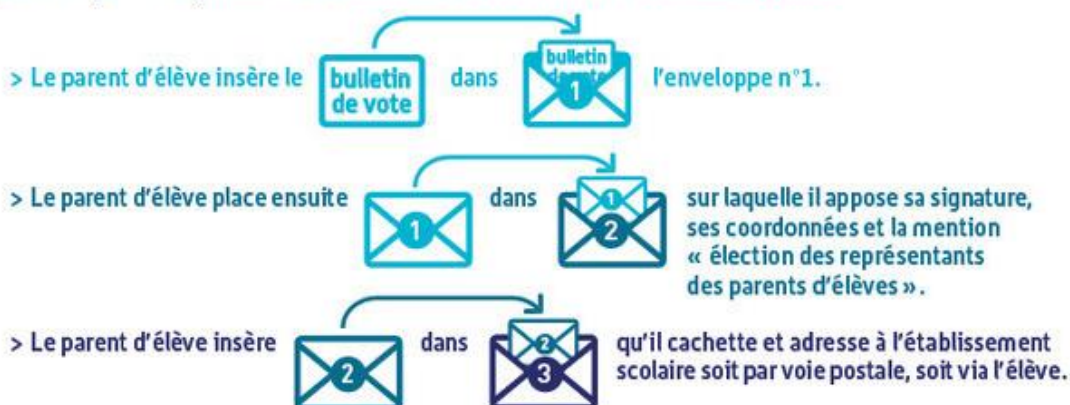 > Le parent d'élève insère le bulletin de vote dans bulletin de vote 1 l'enveloppe n°1.
> Le parent d'élève place ensuite 1 dans 1 2 sur laquelle il appose sa signature,
ses coordonnées et la mention
« élection des représentants
des parents d'élèves ».
> Le parent d'élève insère 2 dans 2 3 qu'il cachette et adresse à l'établissement
scolaire soit par voie postale, soit via l'élève.